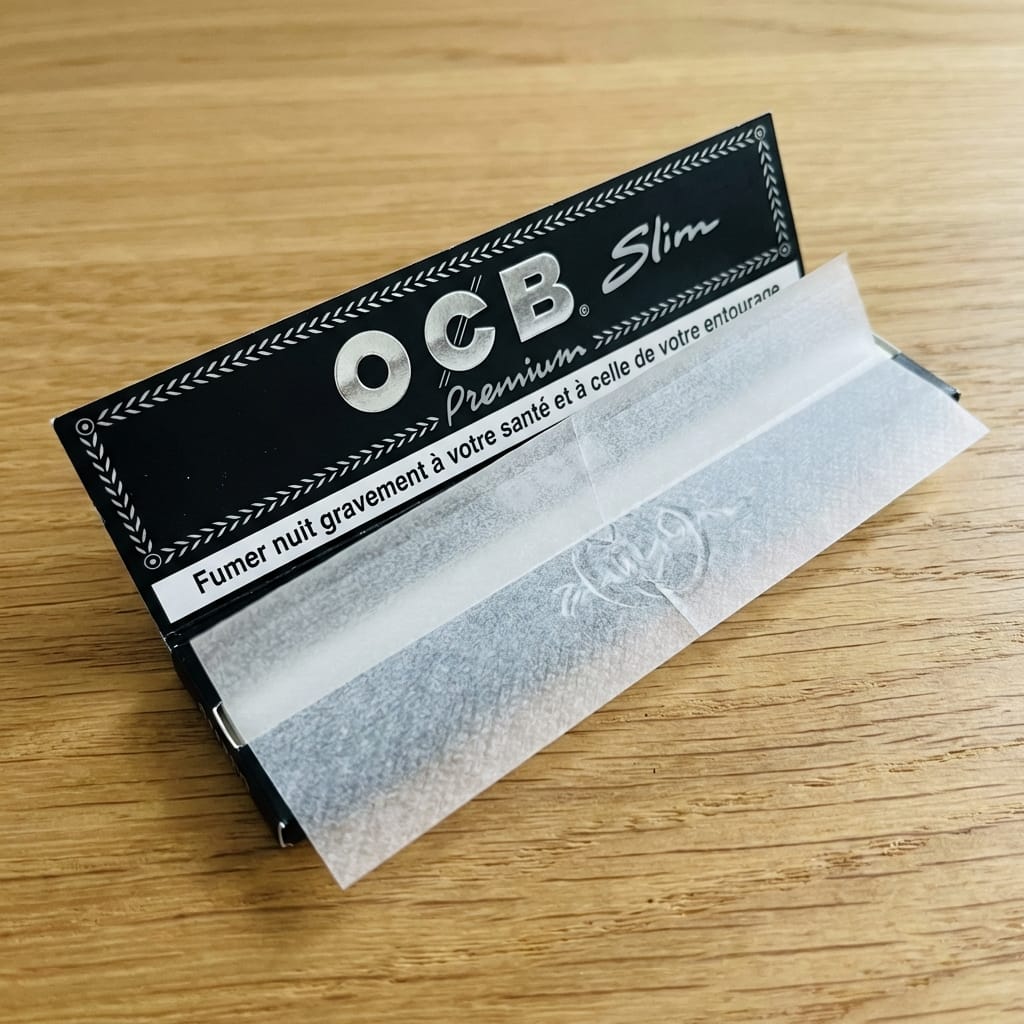 OCB
Slim
Premium
Fumer nuit gravement à votre santé et à celle de votre entourage